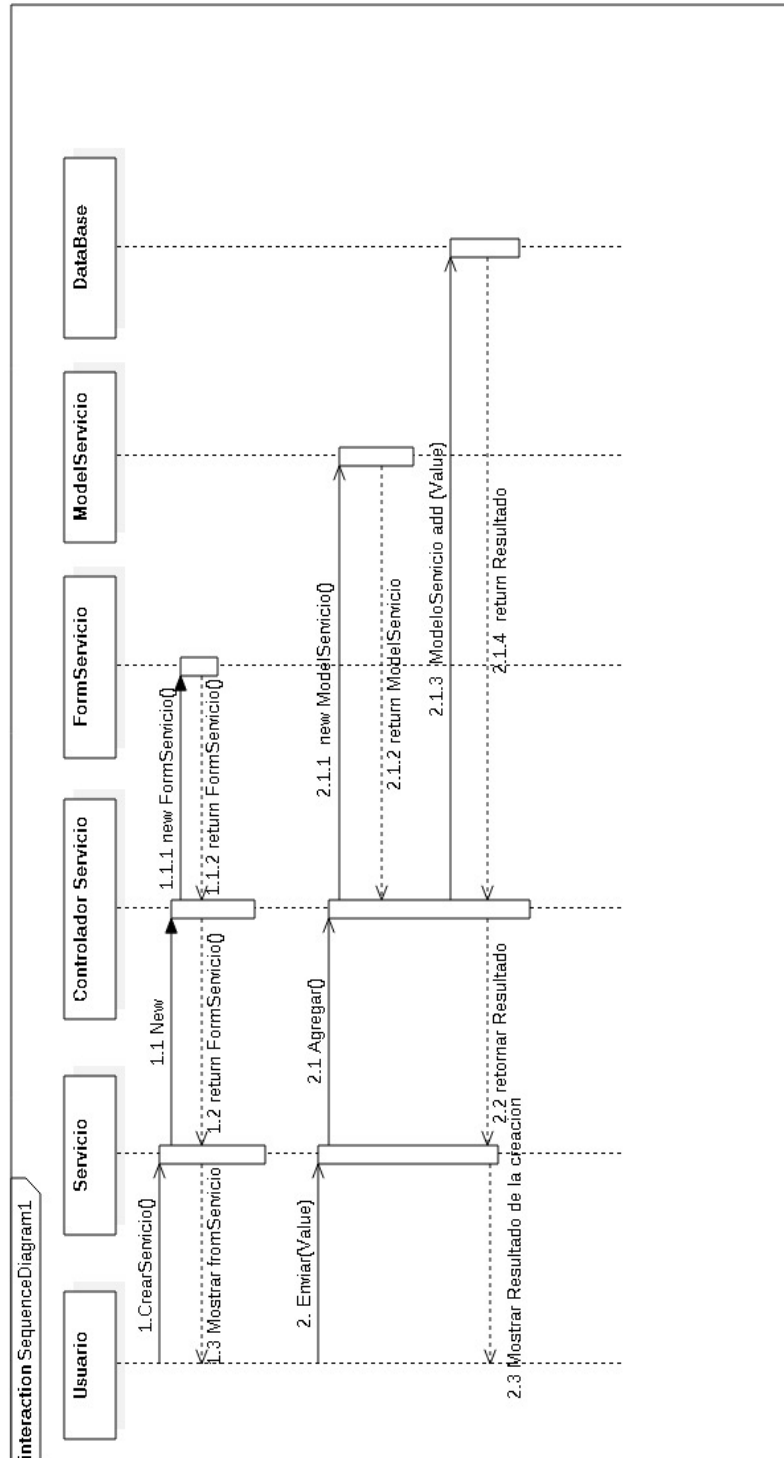 interaction SequenceDiagram1
Usuario
Servicio
Controlador Servicio
FormServicio
ModelServicio
DataBase
1.CrearServicio()
1.1 New
1.1.1 new FormServicio()
1.1.2 return FormServicio()
1.2 return FormServicio()
1.3 Mostrar fromServicio
2. Enviar(Value)
2.1 Agregar()
2.1.1 new ModelServicio()
2.1.2 return ModelServicio
2.1.3 ModeloServicio add (Value)
2.1.4 return Resultado
2.2 retornar Resultado
2.3 Mostrar Resultado de la creacion